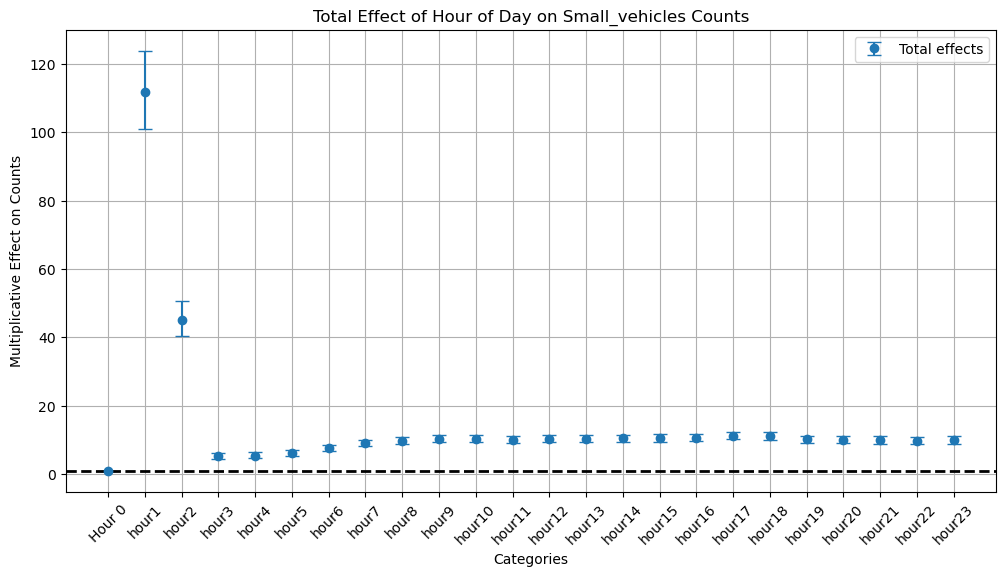 Total Effect of Hour of Day on Small_vehicles Counts
Total effects
Multiplicative Effect on Counts
120
100
80
60
40
20
0
Hour 0
hour1
hour2
hour3
hour4
hour5
hour6
hour7
hour8
hour9
hour10
hour11
hour12
hour13
hour14
hour15
hour16
hour17
hour18
hour19
hour20
hour21
hour22
hour23
Categories